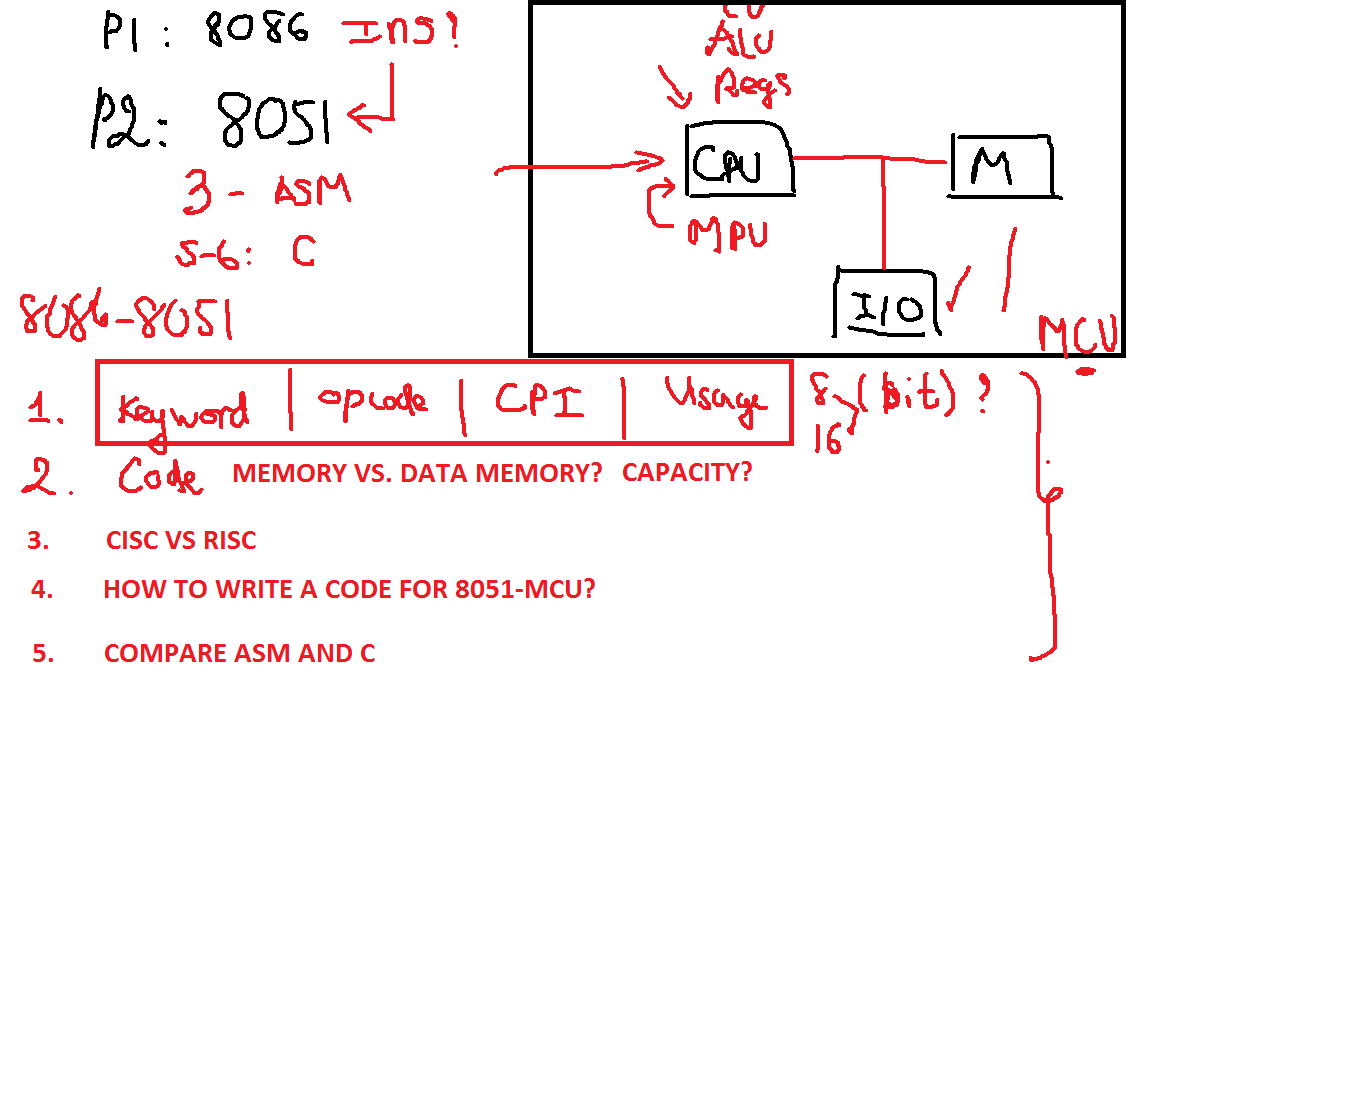 P1: 8086 Ins?
P2: 8051
3 - ASM
5-6: C
8086-8051
CU
ALU
Regs
CPU
M
MPU
I/O
MCU
1. Keyword | opcode | CPI | Usage 8 (bit) ?
16
2. Code MEMORY VS. DATA MEMORY? CAPACITY?
3. CISC VS RISC
4. HOW TO WRITE A CODE FOR 8051-MCU?
5. COMPARE ASM AND C